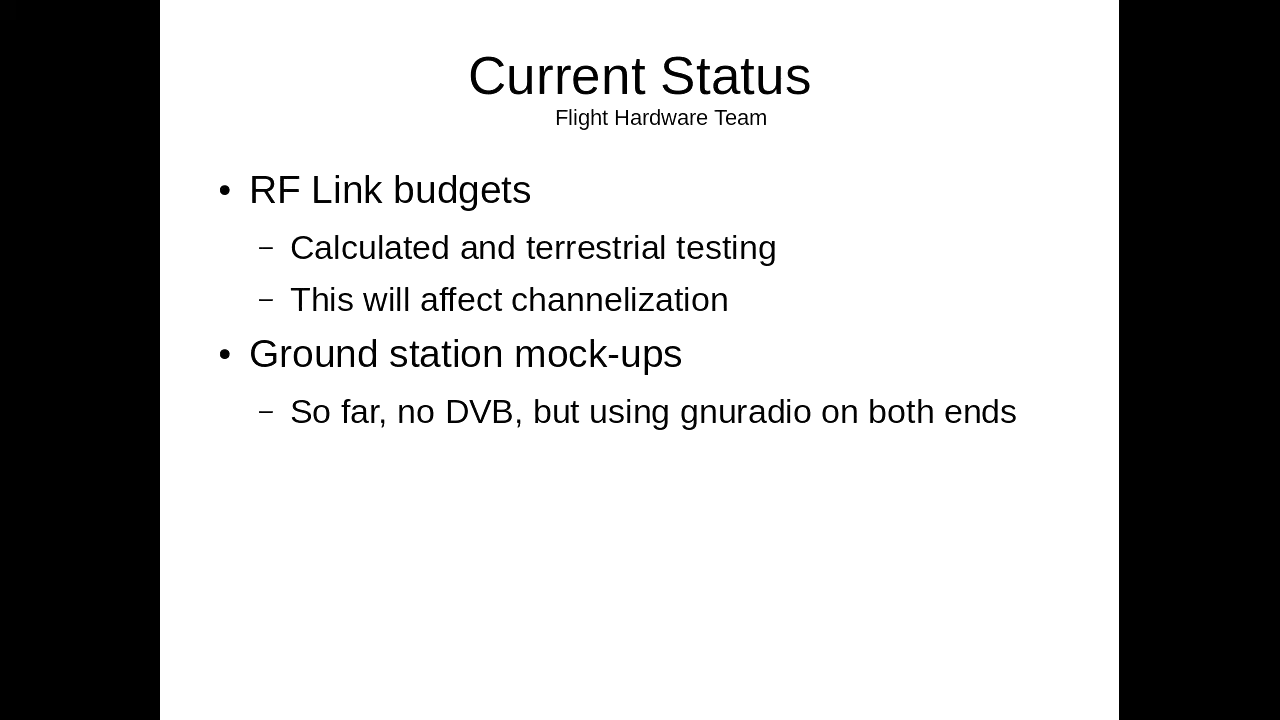 Current Status
Flight Hardware Team
• RF Link budgets
– Calculated and terrestrial testing
– This will affect channelization
• Ground station mock-ups
– So far, no DVB, but using gnuradio on both ends